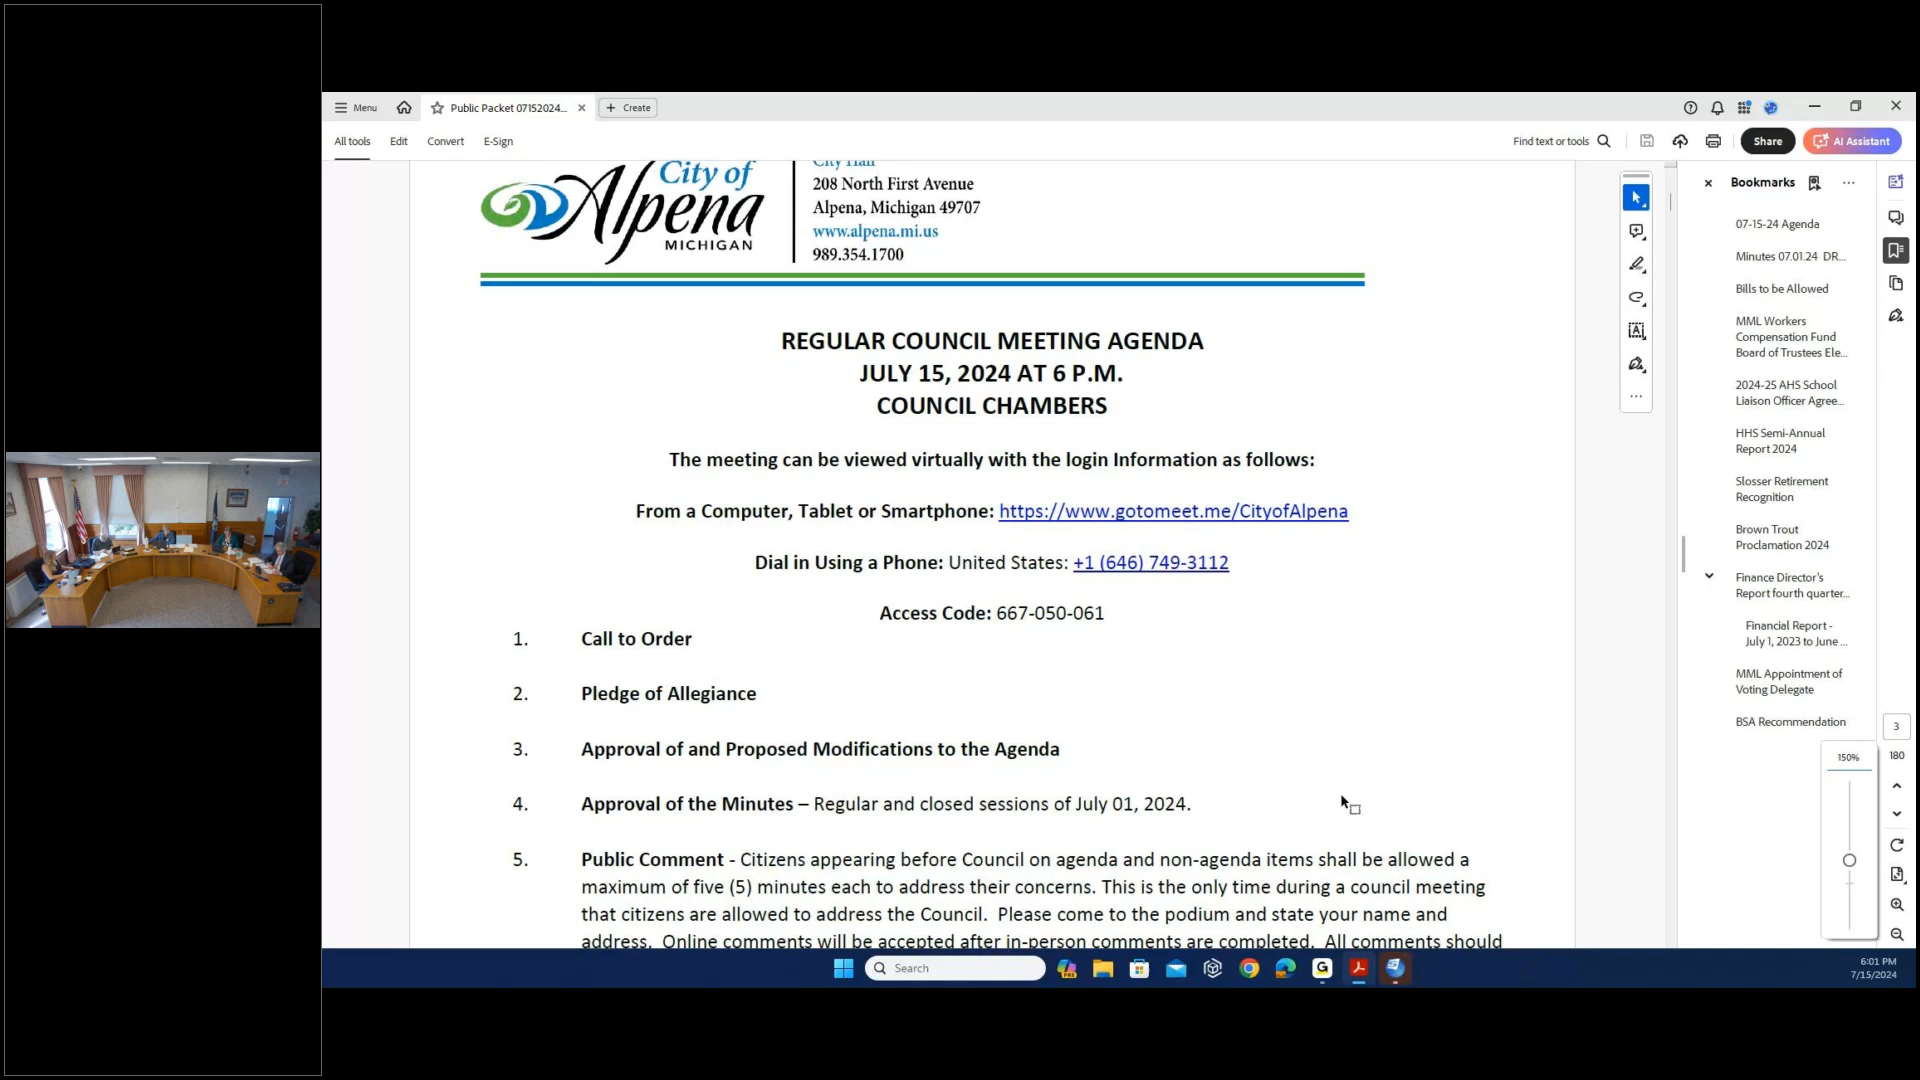 Menu
Public Packet 07152024...
Create
All tools
Edit
Convert
E-Sign
Find text or tools
Share
AI Assistant
City of
Alpena
MICHIGAN
City Hall
208 North First Avenue
Alpena, Michigan 49707
www.alpena.mi.us
989.354.1700
REGULAR COUNCIL MEETING AGENDA
JULY 15, 2024 AT 6 P.M.
COUNCIL CHAMBERS
The meeting can be viewed virtually with the login Information as follows:
From a Computer, Tablet or Smartphone: https://www.gotomeet.me/CityofAlpena
Dial in Using a Phone: United States: +1 (646) 749-3112
Access Code: 667-050-061
1. Call to Order
2. Pledge of Allegiance
3. Approval of and Proposed Modifications to the Agenda
4. Approval of the Minutes – Regular and closed sessions of July 01, 2024.
5. Public Comment - Citizens appearing before Council on agenda and non-agenda items shall be allowed a
maximum of five (5) minutes each to address their concerns. This is the only time during a council meeting
that citizens are allowed to address the Council.  Please come to the podium and state your name and
address.  Online comments will be accepted after in-person comments are completed.  All comments should
Bookmarks
07-15-24 Agenda
Minutes 07.01.24 DR...
Bills to be Allowed
MML Workers
Compensation Fund
Board of Trustees Ele...
2024-25 AHS School
Liaison Officer Agree...
HHS Semi-Annual
Report 2024
Slosser Retirement
Recognition
Brown Trout
Proclamation 2024
Finance Director's
Report fourth quarter...
Financial Report -
July 1, 2023 to June ...
MML Appointment of
Voting Delegate
BSA Recommendation
3
180
150%
Search
6:01 PM
7/15/2024